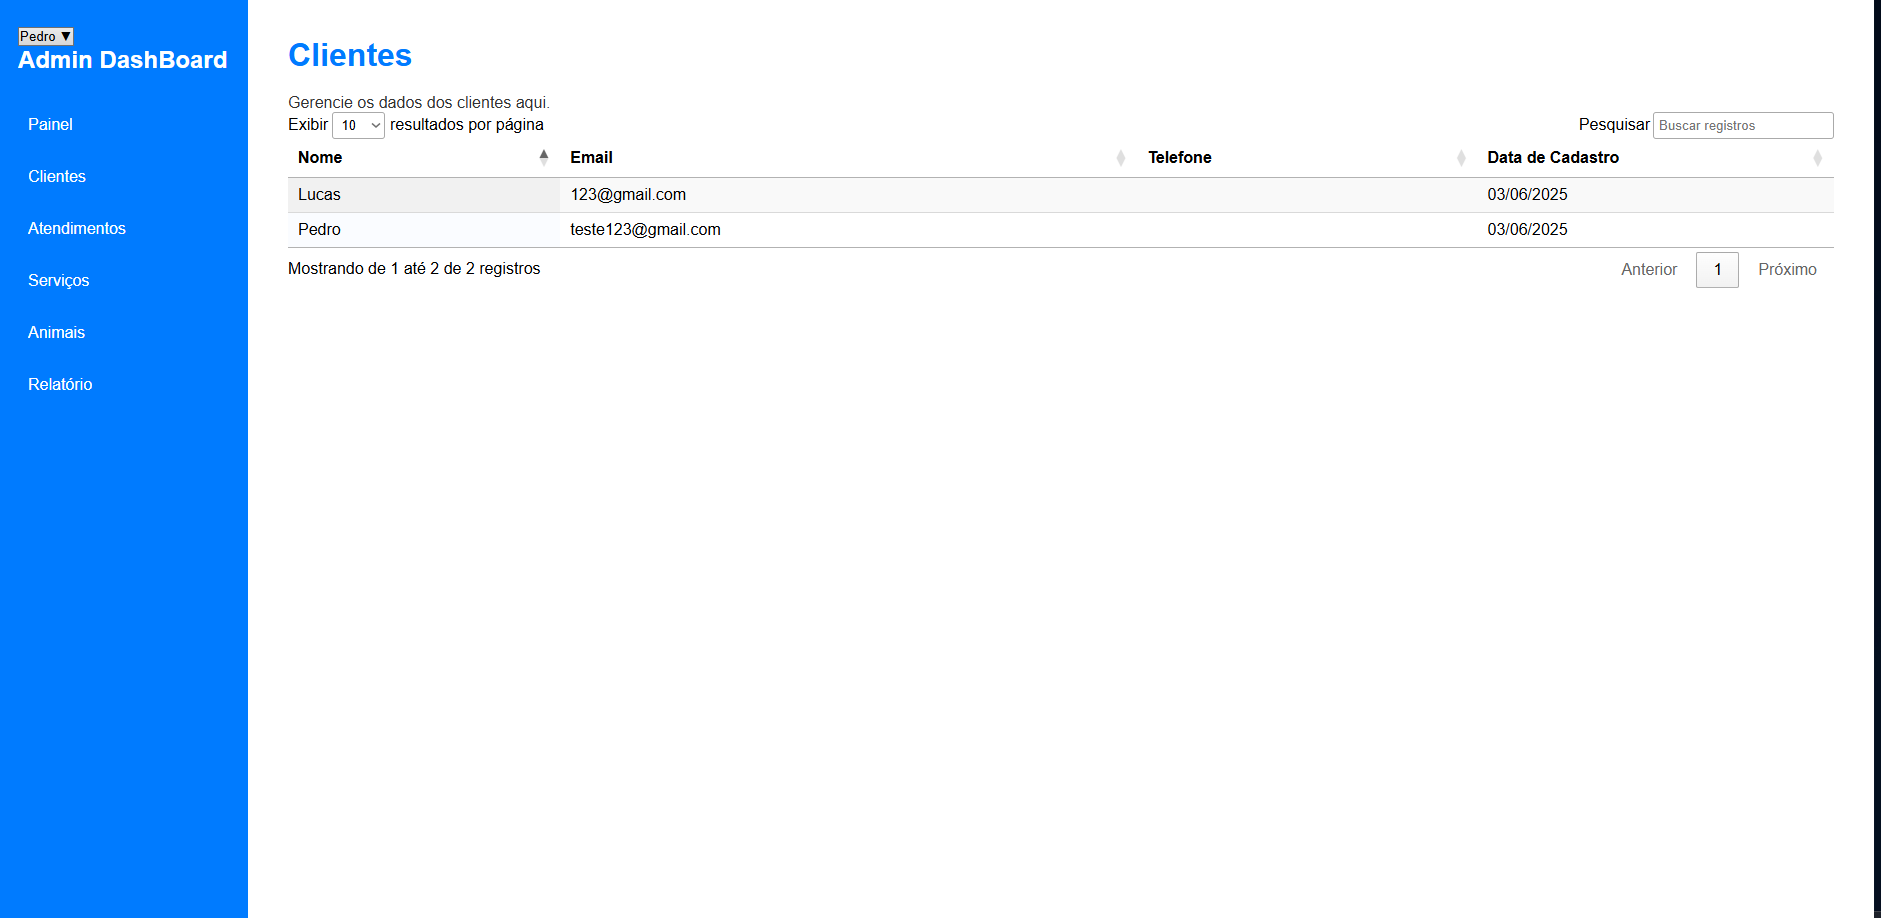 Pedro ▼
Admin DashBoard
Painel
Clientes
Atendimentos
Serviços
Animais
Relatório
Clientes
Gerencie os dados dos clientes aqui.
Exibir 10 resultados por página
Pesquisar Buscar registros
Nome Email Telefone Data de Cadastro
Lucas 123@gmail.com 03/06/2025
Pedro teste123@gmail.com 03/06/2025
Mostrando de 1 até 2 de 2 registros
Anterior 1 Próximo